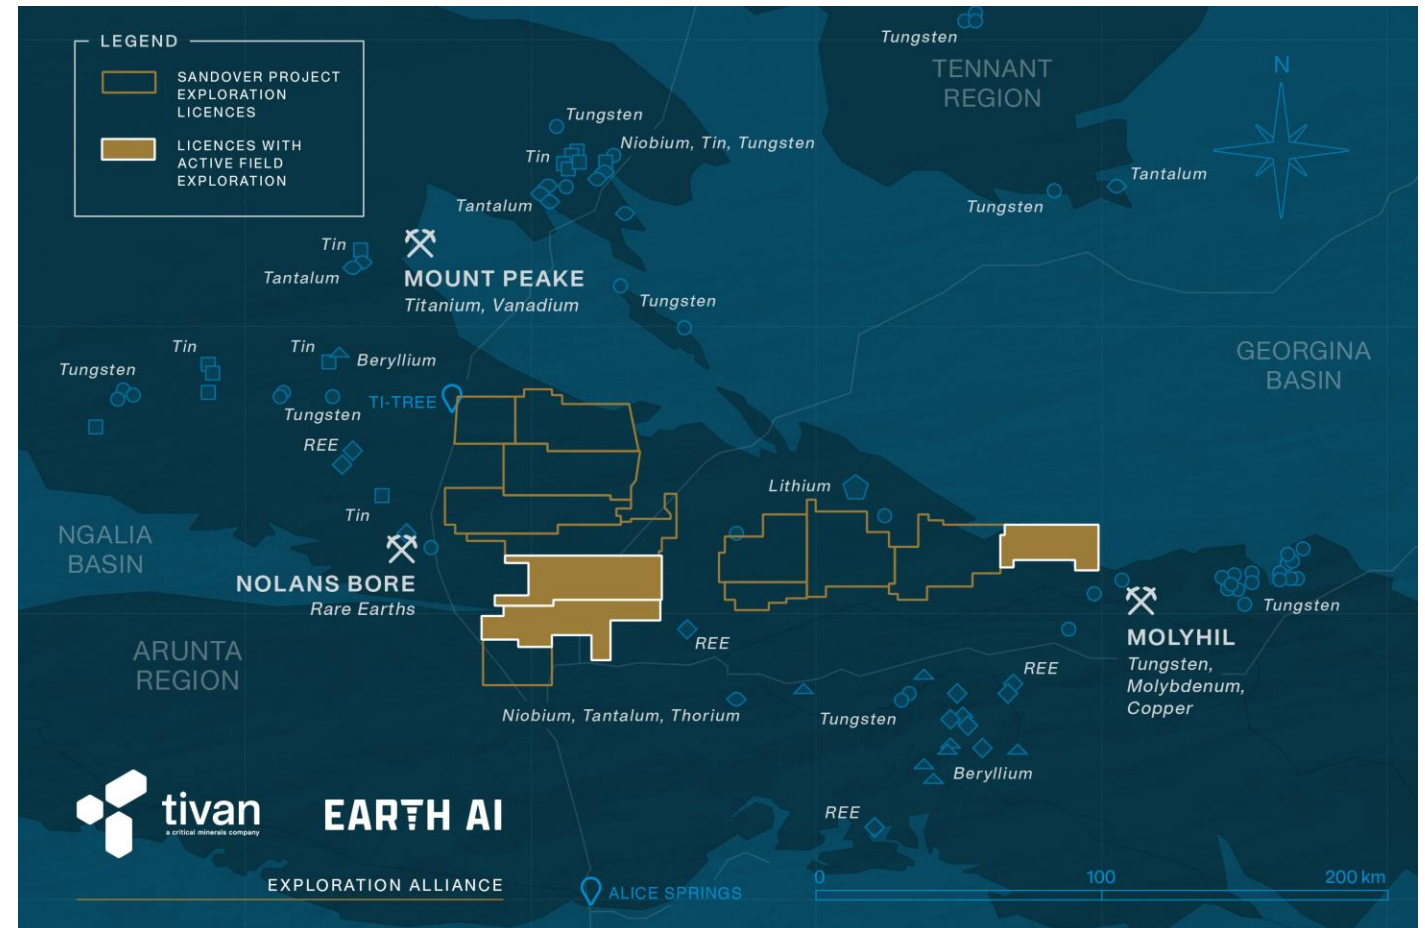 LEGEND
SANDOVER PROJECT
EXPLORATION
LICENCES
LICENCES WITH
ACTIVE FIELD
EXPLORATION
Tungsten
TENNANT
REGION
N
Tungsten
Niobium, Tin, Tungsten
Tin
Tantalum
Tantalum
Tungsten
Tin
Tantalum
MOUNT PEAKE
Titanium, Vanadium
Tungsten
Tin
Tin
Beryllium
Tungsten
TI-TREE
Tungsten
GEORGINA
BASIN
REE
Lithium
Tin
NGALIA
BASIN
NOLANS BORE
Rare Earths
Tungsten
MOLYHIL
Tungsten,
Molybdenum,
Copper
ARUNTA
REGION
REE
REE
Niobium, Tantalum, Thorium
Tungsten
Beryllium
REE
tivan
a critical minerals company
EARTH AI
EXPLORATION ALLIANCE
ALICE SPRINGS
0
100
200 km